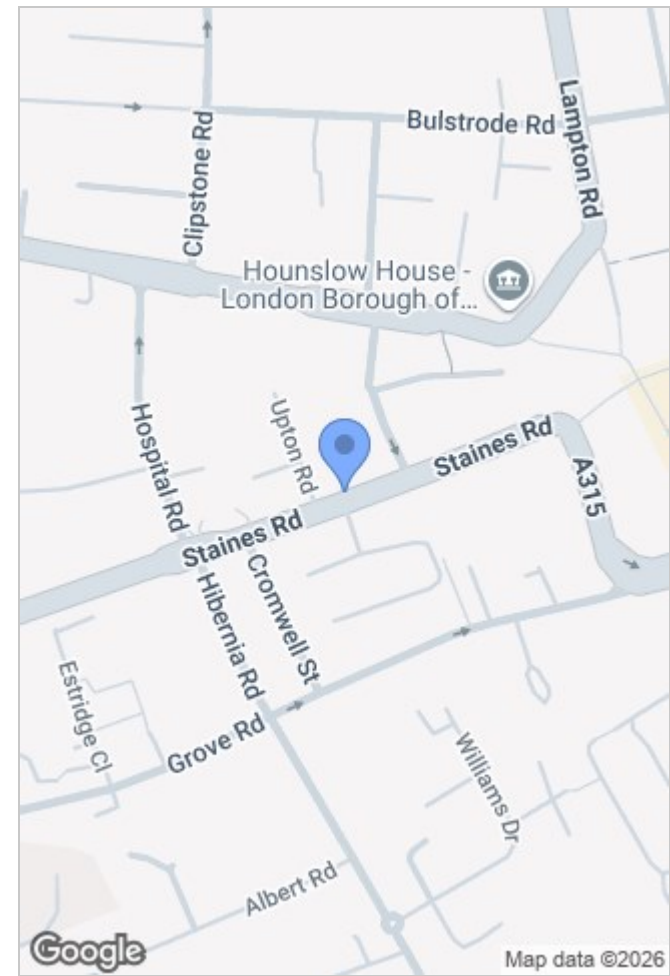 Bulstrode Rd
Lampton Rd
Clipstone Rd
Hounslow House -
London Borough of...
Hospital Rd
Upton Rd
Staines Rd
A315
Staines Rd
Cromwell St
Hibernia Rd
Estridge Cl
Grove Rd
Williams Dr
Albert Rd
Google
Map data ©2026